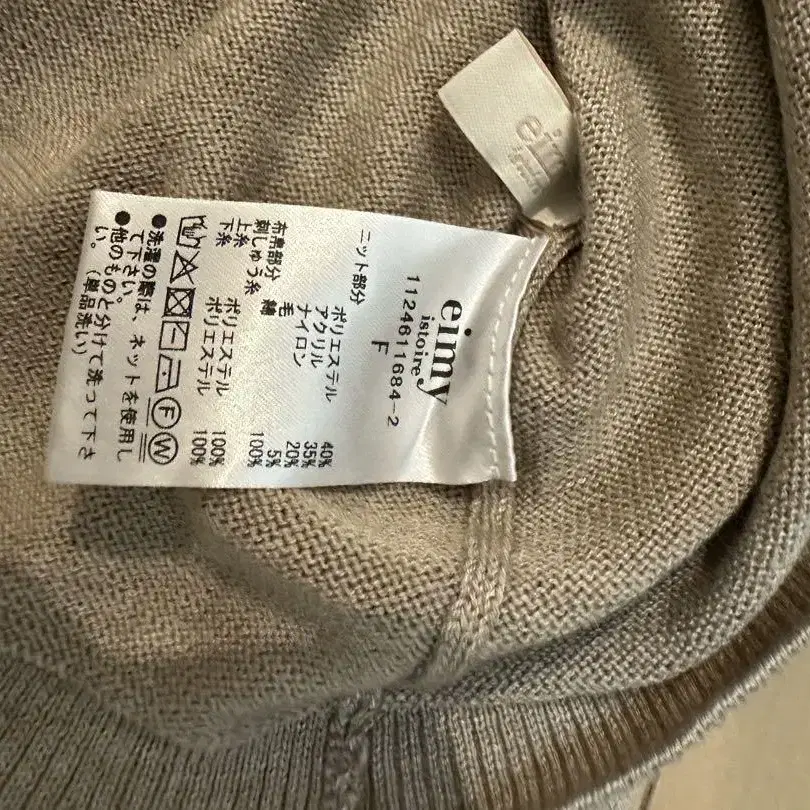 eimy
istoire
1124611684-2
F
ニット部分
ポリエステル 40%
アクリル 35%
ナイロン 20%
毛 5%
布帛部分 綿 100%
刺しゅう糸
上糸 ポリエステル 100%
下糸 ポリエステル 100%
F W
●洗濯の際は、ネットを使用し
て下さい。
●他のものと分けて洗って下さ
い。(単品洗い)